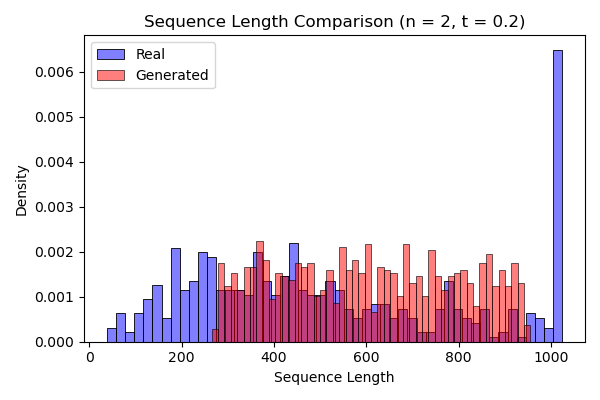 Sequence Length Comparison (n = 2, t = 0.2)
Real
Generated
0.006
0.005
0.004
0.003
0.002
0.001
0.000
Density
0 200 400 600 800 1000
Sequence Length